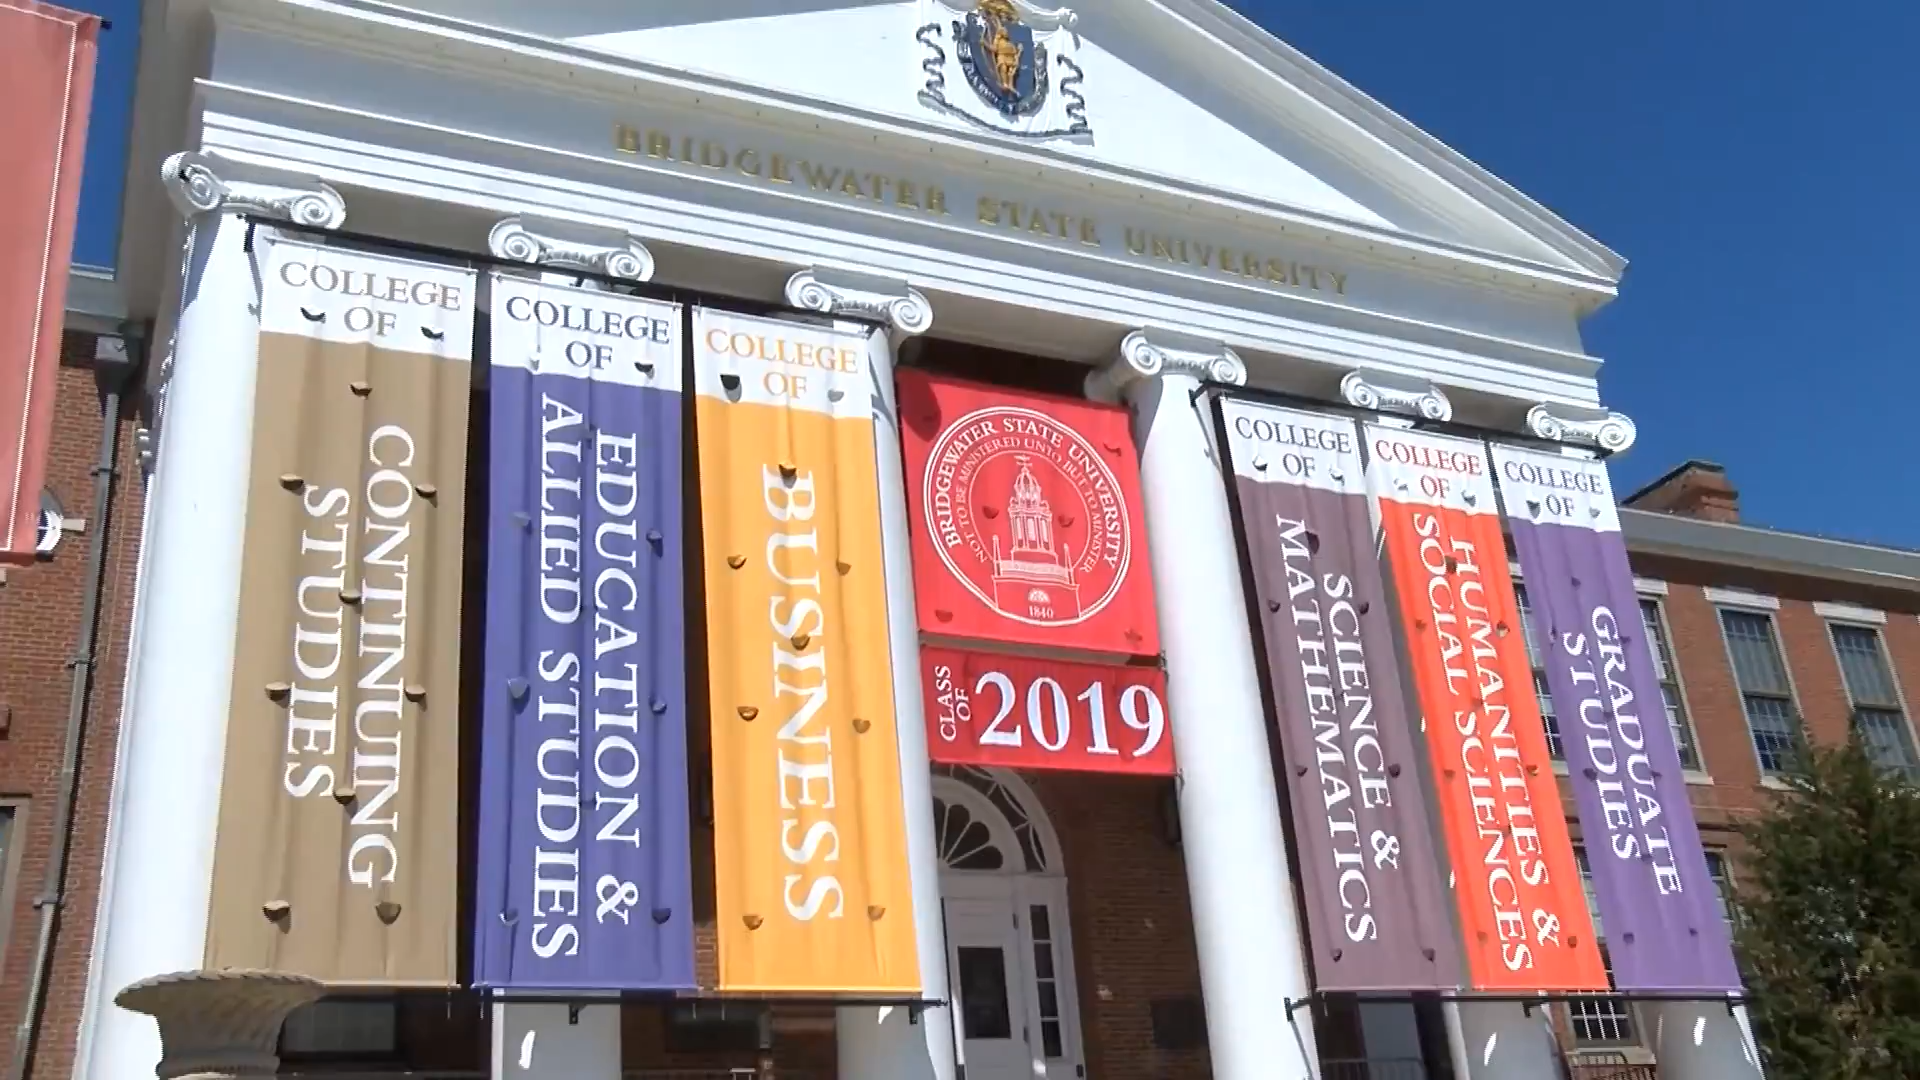 BRIDGEWATER STATE UNIVERSITY
COLLEGE
OF
CONTINUING
STUDIES
COLLEGE
OF
EDUCATION &
ALLIED STUDIES
COLLEGE
OF
BUSINESS
BRIDGEWATER STATE UNIVERSITY
NOT TO BE MINISTERED UNTO, BUT TO MINISTER
1840
CLASS
OF
2019
COLLEGE
OF
SCIENCE &
MATHEMATICS
COLLEGE
OF
HUMANITIES &
SOCIAL SCIENCES
COLLEGE
OF
GRADUATE
STUDIES